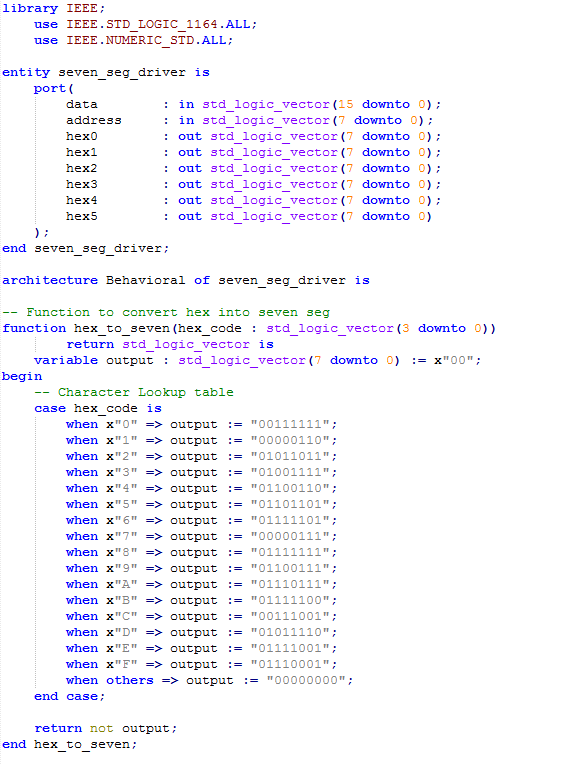 library IEEE;
    use IEEE.STD_LOGIC_1164.ALL;
    use IEEE.NUMERIC_STD.ALL;

entity seven_seg_driver is
    port(
        data        : in std_logic_vector(15 downto 0);
        address     : in std_logic_vector(7 downto 0);
        hex0        : out std_logic_vector(7 downto 0);
        hex1        : out std_logic_vector(7 downto 0);
        hex2        : out std_logic_vector(7 downto 0);
        hex3        : out std_logic_vector(7 downto 0);
        hex4        : out std_logic_vector(7 downto 0);
        hex5        : out std_logic_vector(7 downto 0)
    );
end seven_seg_driver;

architecture Behavioral of seven_seg_driver is

-- Function to convert hex into seven seg
function hex_to_seven(hex_code : std_logic_vector(3 downto 0))
        return std_logic_vector is
    variable output : std_logic_vector(7 downto 0) := x"00";
begin
    -- Character Lookup table
    case hex_code is
        when x"0" => output := "00111111";
        when x"1" => output := "00000110";
        when x"2" => output := "01011011";
        when x"3" => output := "01001111";
        when x"4" => output := "01100110";
        when x"5" => output := "01101101";
        when x"6" => output := "01111101";
        when x"7" => output := "00000111";
        when x"8" => output := "01111111";
        when x"9" => output := "01100111";
        when x"A" => output := "01110111";
        when x"B" => output := "01111100";
        when x"C" => output := "00111001";
        when x"D" => output := "01011110";
        when x"E" => output := "01111001";
        when x"F" => output := "01110001";
        when others => output := "00000000";
    end case;

    return not output;
end hex_to_seven;